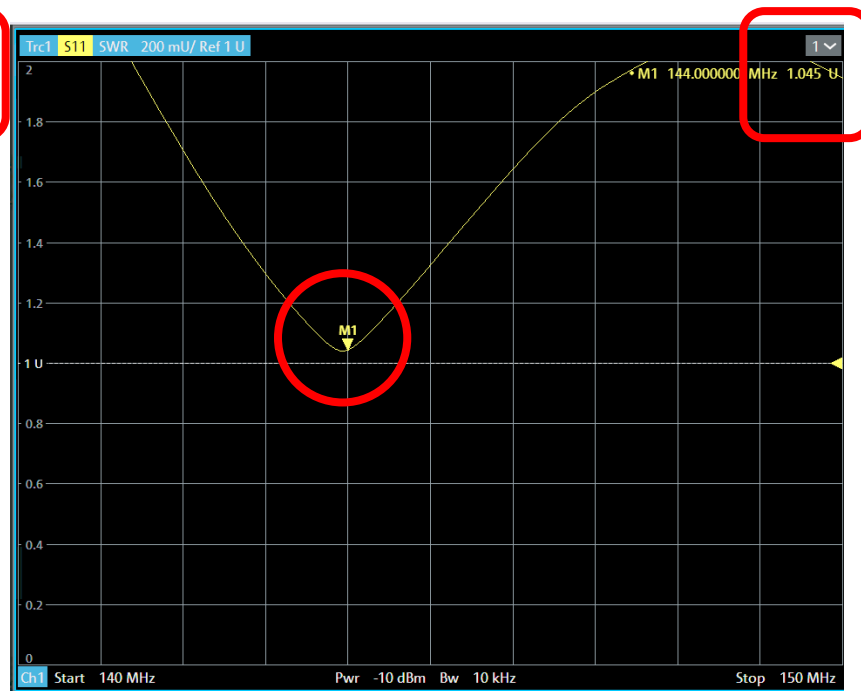 Trc1 S11 SWR 200 mU/ Ref 1 U 1
2
•M1 144.000000 MHz 1.045 U
1.8
1.6
1.4
1.2
M1
1 U
0.8
0.6
0.4
0.2
0
Ch1 Start 140 MHz Pwr -10 dBm Bw 10 kHz Stop 150 MHz